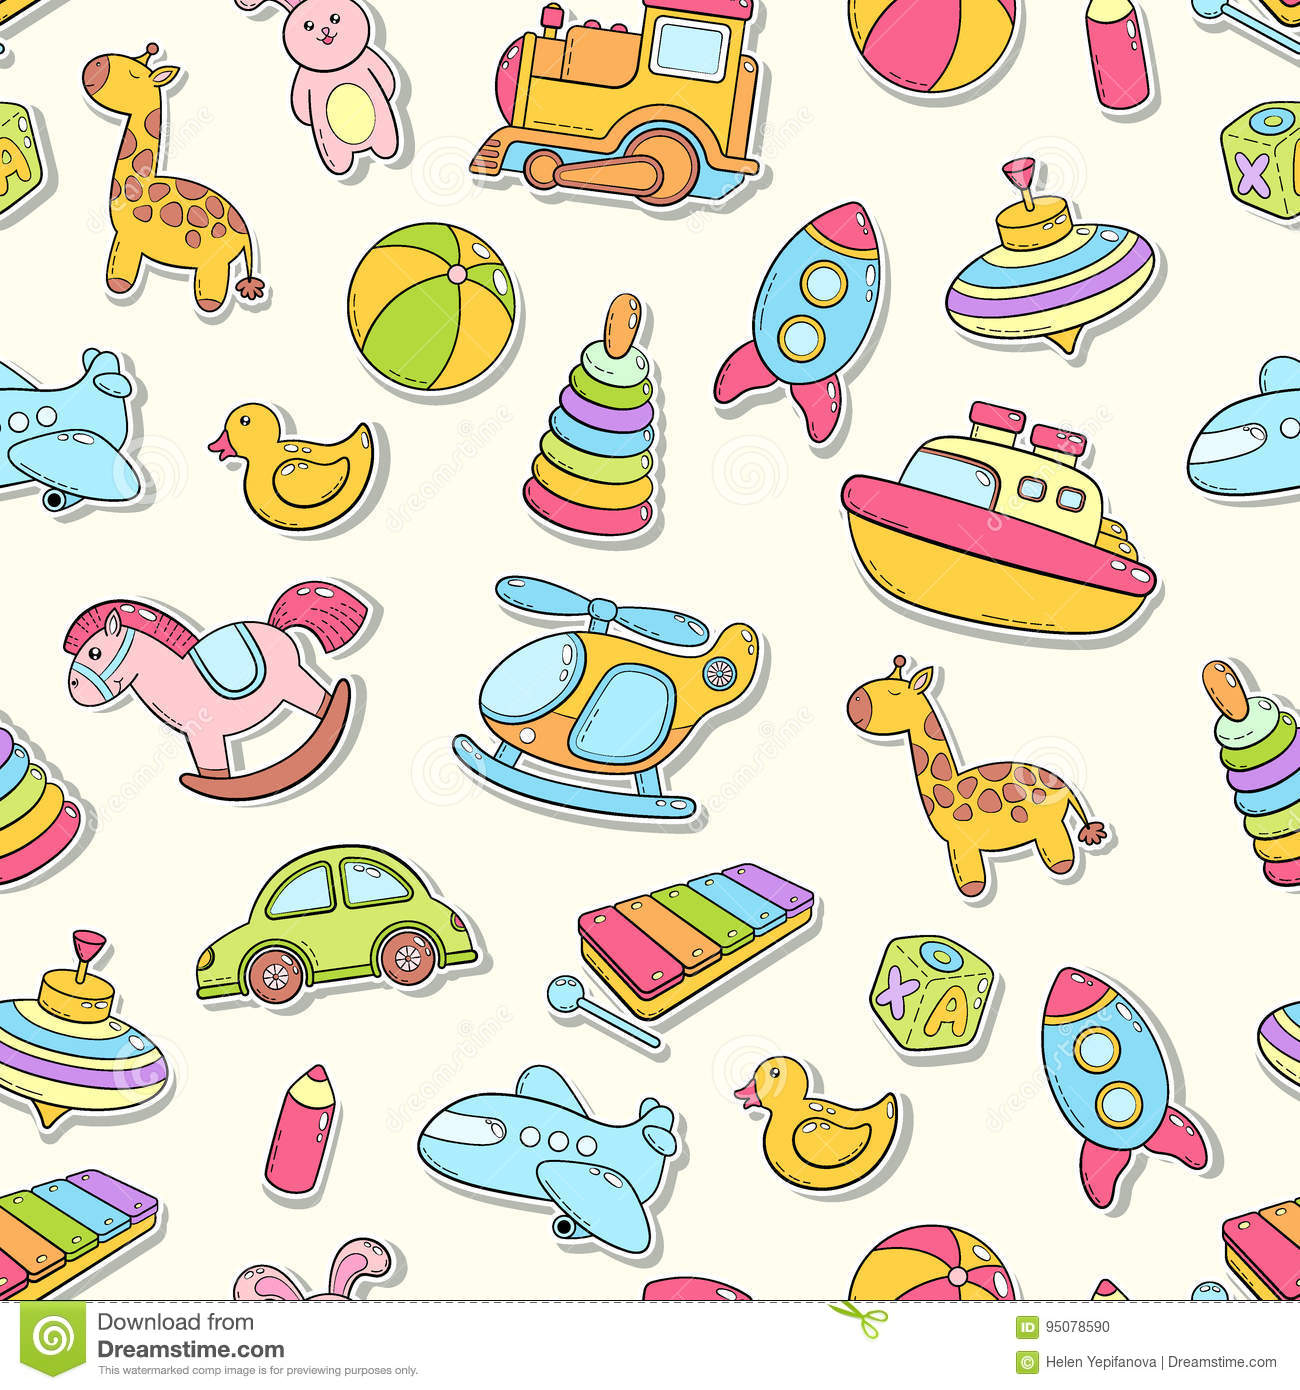 A
X
X A
Download from
Dreamstime.com
This watermarked comp image is for previewing purposes only.
ID 95078590
© Helen Yepifanova | Dreamstime.com
dreamstime